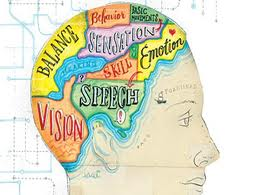 Behavior
BASIC
MOVEMENTS
BALANCE
SENSATION
Emotion
SKILL
SPEECH
VISION